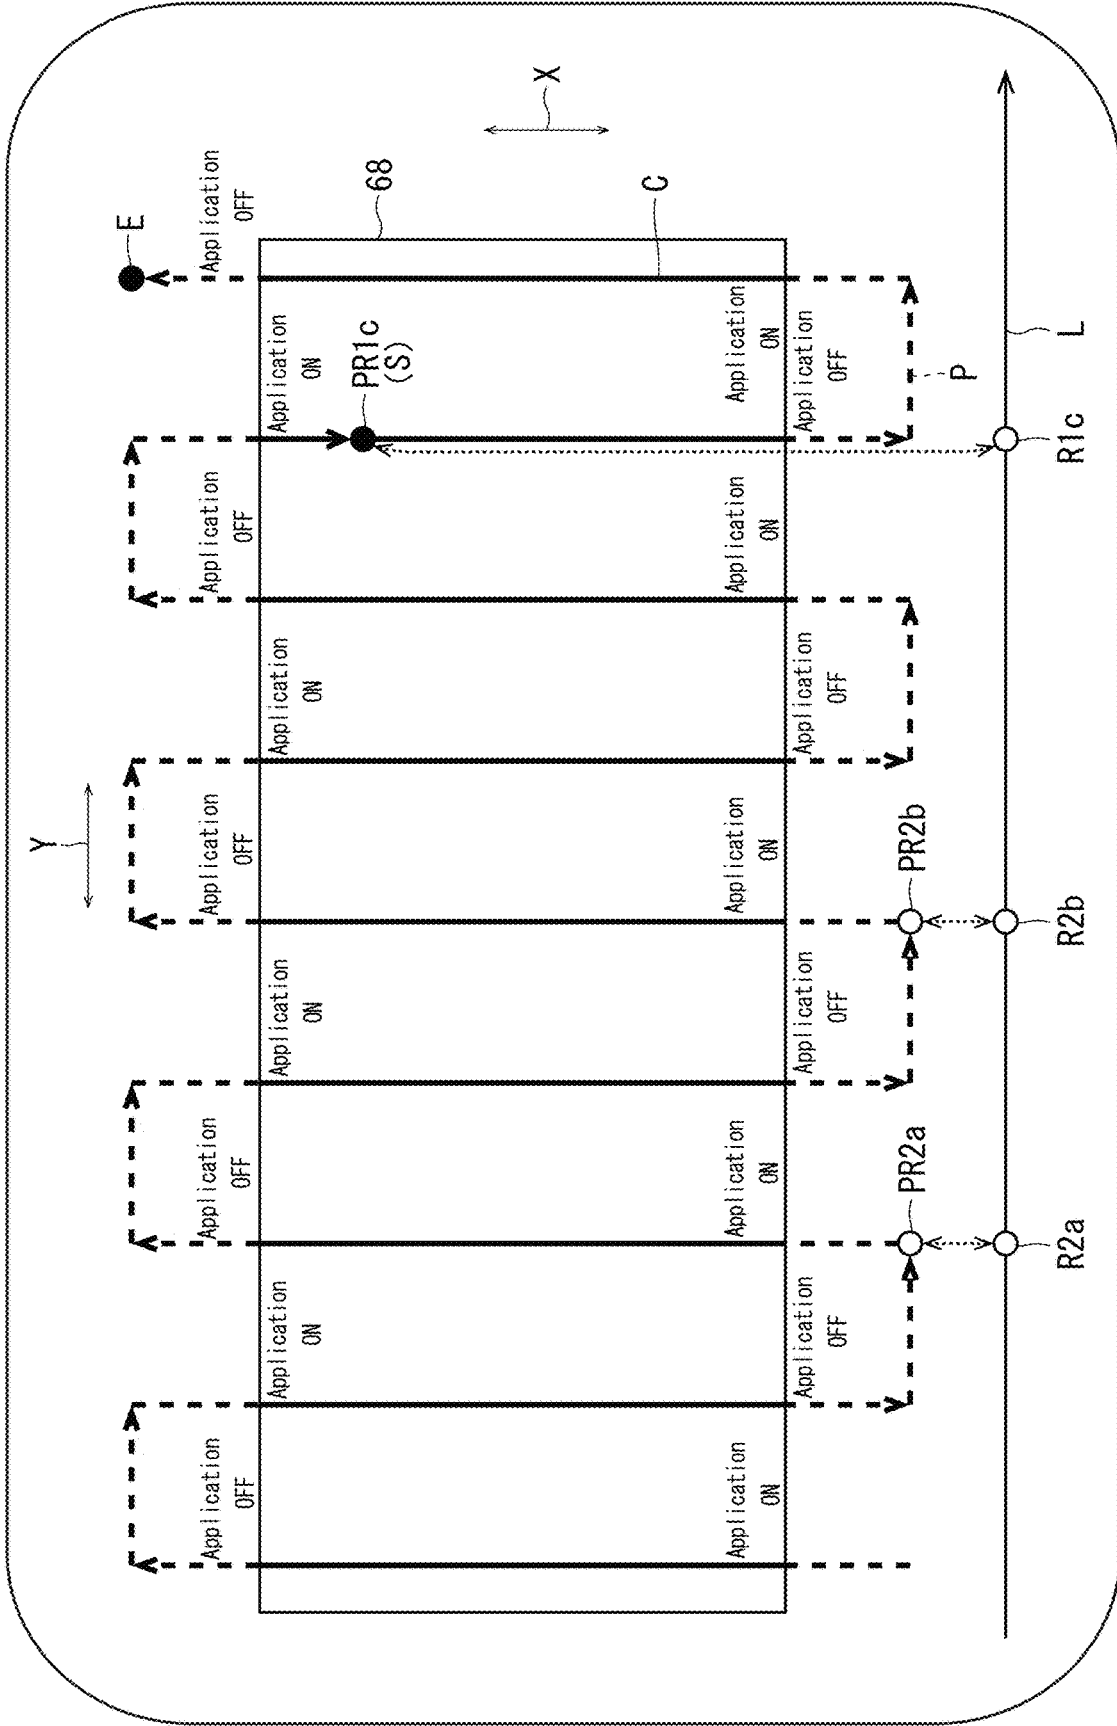 Y
E
Application
OFF
Application
OFF
Application
OFF
Application
OFF
Application
OFF
Application
ON
Application
ON
Application
ON
Application
ON
68
PR1c
(S)
X
C
Application
ON
Application
ON
Application
ON
Application
ON
Application
ON
Application
OFF
Application
OFF
Application
OFF
Application
OFF
PR2a
PR2b
P
R2a
R2b
R1c
L